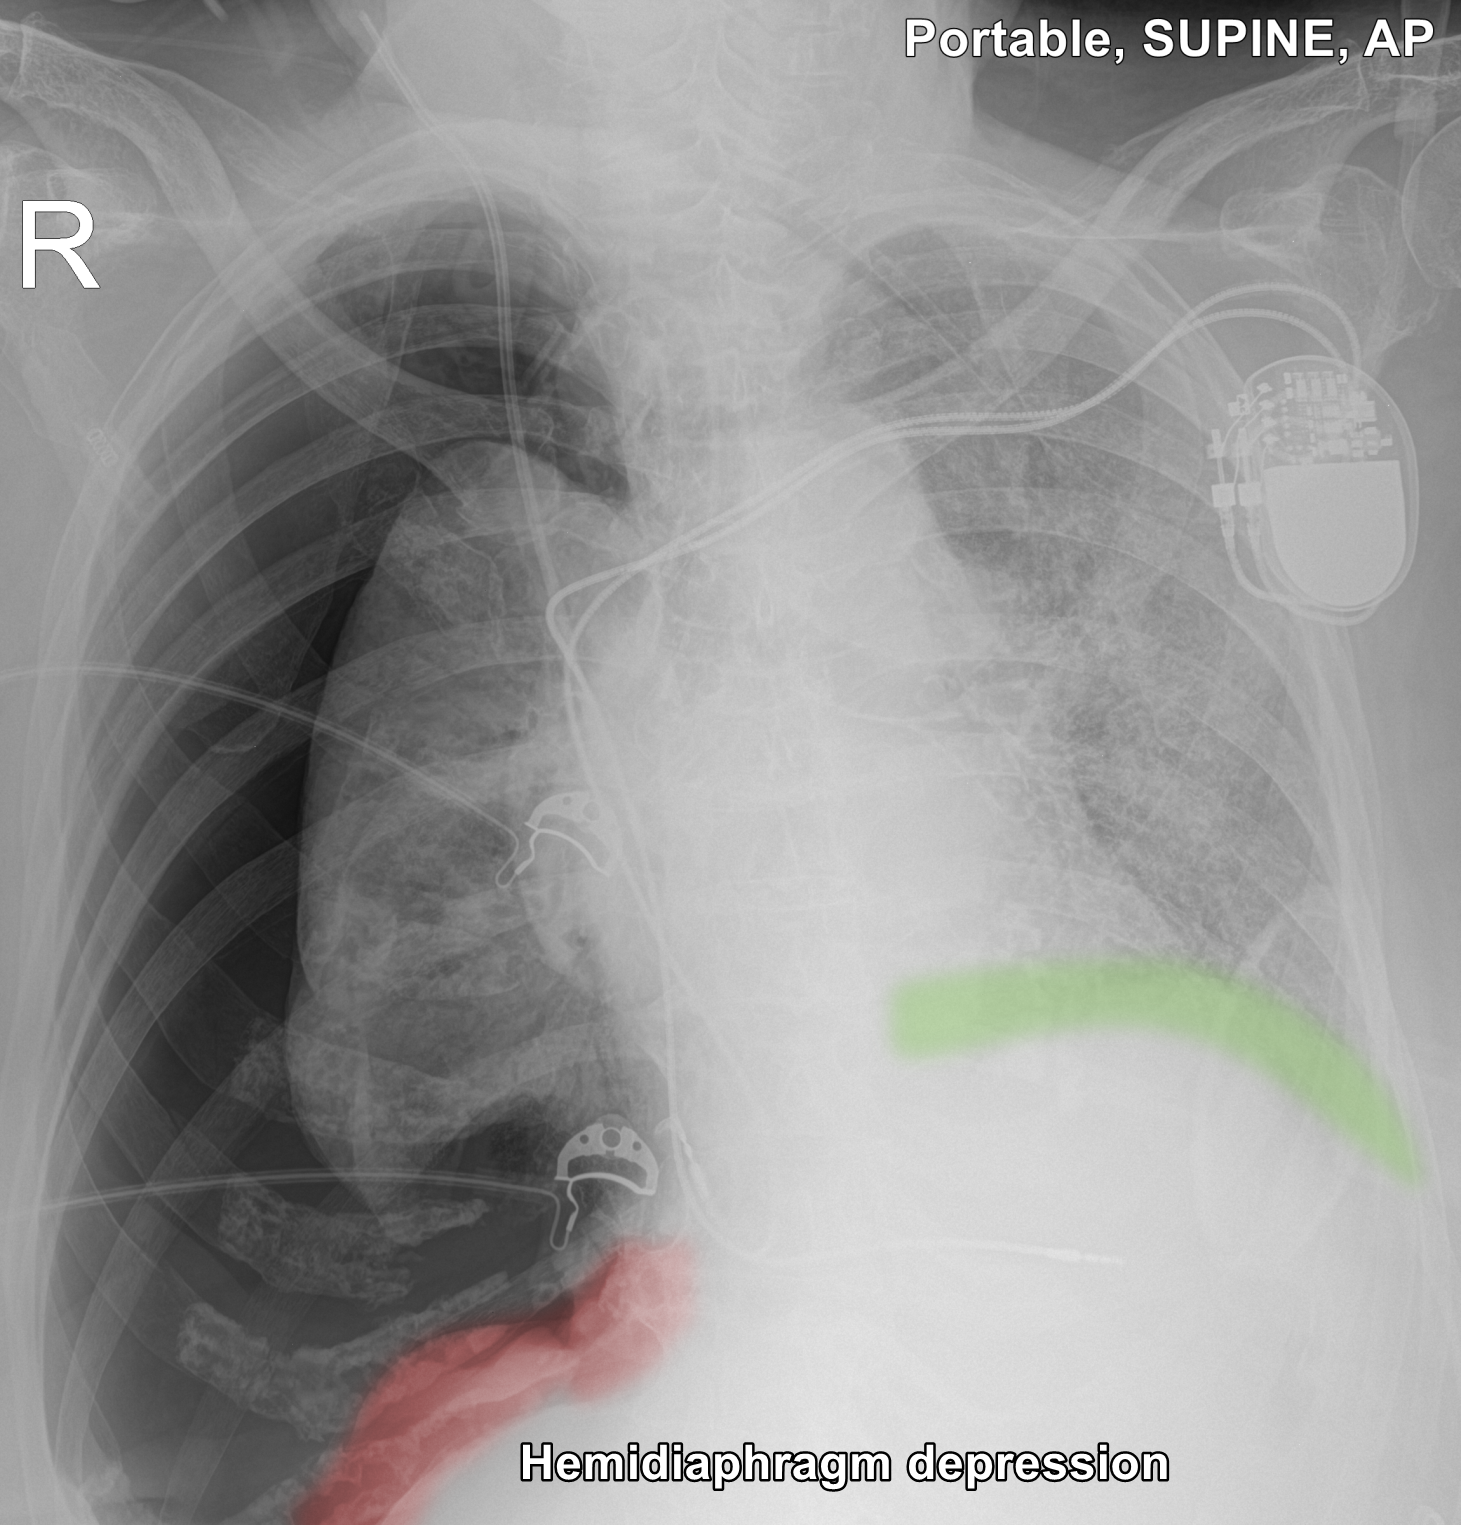 Portable, SUPINE, AP
R
Hemidiaphragm depression